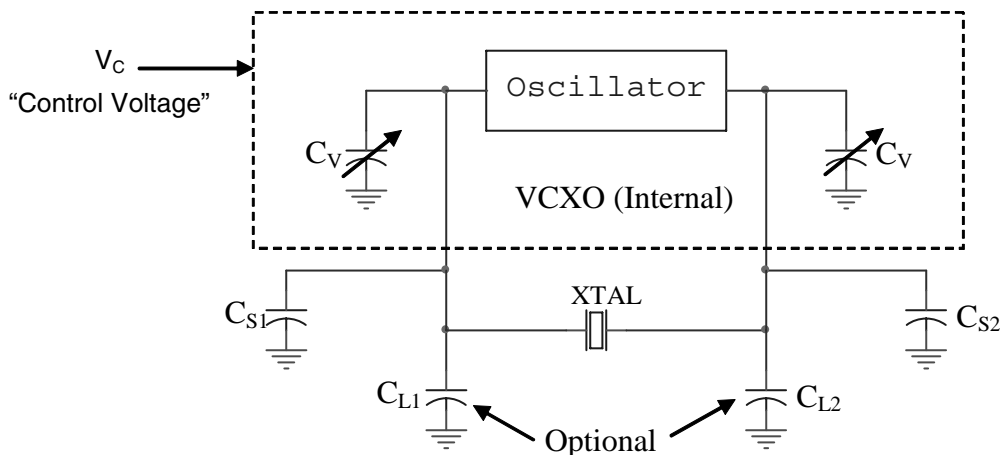 V_C
“Control Voltage”
Oscillator
C_V
C_V
VCXO (Internal)
XTAL
C_S1
C_S2
C_L1
C_L2
Optional